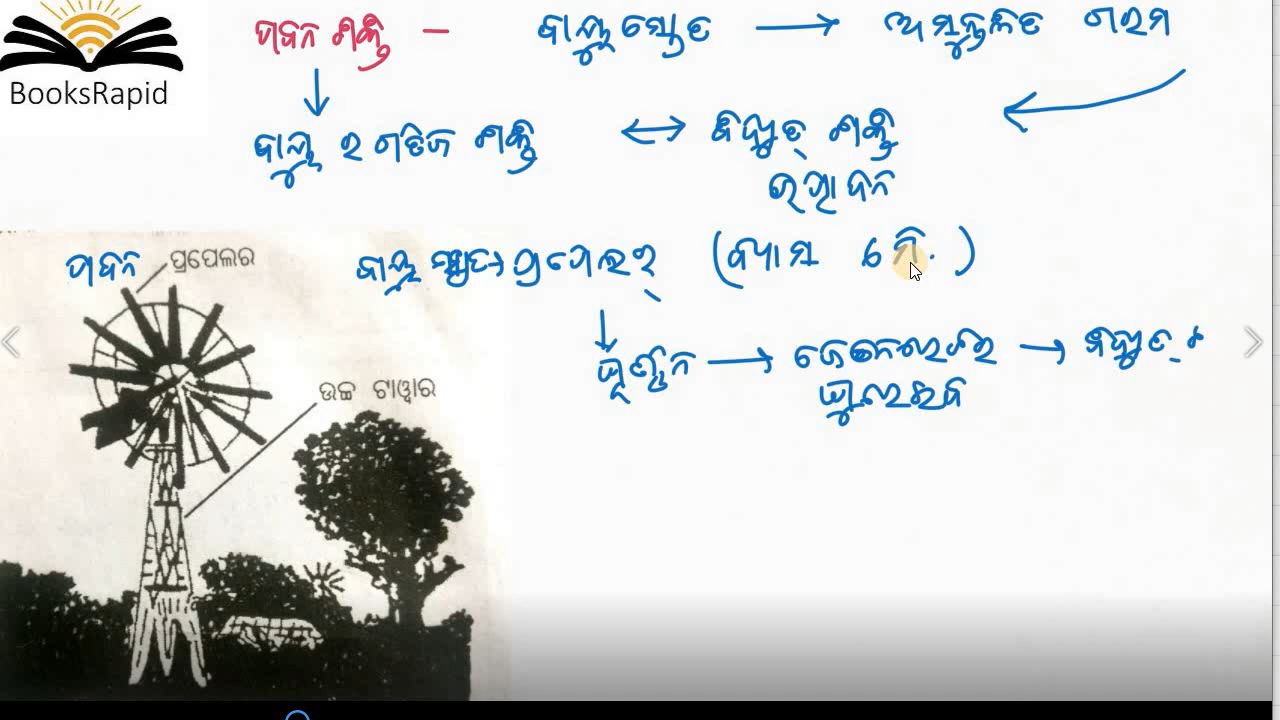 BooksRapid
ପବନ ଶକ୍ତି – ବାୟୁସ୍ରୋତ → ଅସନ୍ତୁଳିତ ଗରମ
ବାୟୁ ର ଗତିଜ ଶକ୍ତି ↔ ବିଦ୍ୟୁତ୍ ଶକ୍ତି
ଉତ୍ପାଦନ
ପ୍ରପେଲର
ପବନ ବାୟୁ ପ୍ରପେଲର୍ (ବ୍ୟାସ 6 ମି.)
ଘୂର୍ଣ୍ଣନ → ଜେନେରେଟର → ବିଦ୍ୟୁତ୍
ଘୁରାଇବ
ଉଚ୍ଚ ଟାୱାର